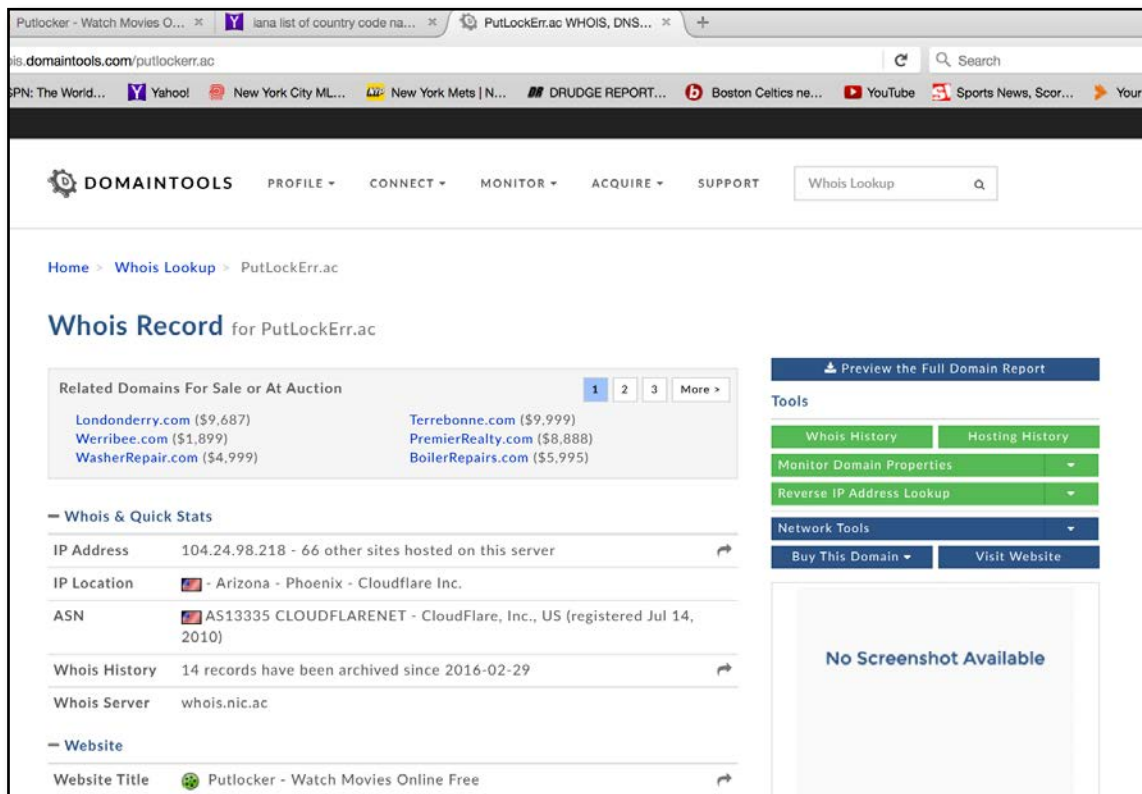 Putlocker - Watch Movies O... × iana list of country code na... × PutLockErr.ac WHOIS, DNS... × +
is.domaintools.com/putlockerr.ac Search
SPN: The World... Yahoo! New York City ML... New York Mets | N... DRUDGE REPORT... Boston Celtics ne... YouTube Sports News, Scor... Your
DOMAINTOOLS PROFILE CONNECT MONITOR ACQUIRE SUPPORT Whois Lookup
Home > Whois Lookup > PutLockErr.ac
Whois Record for PutLockErr.ac
Related Domains For Sale or At Auction 1 2 3 More >
Londonderry.com ($9,687) Terrebonne.com ($9,999)
Werribee.com ($1,899) PremierRealty.com ($8,888)
WasherRepair.com ($4,999) BoilerRepairs.com ($5,995)
Whois & Quick Stats
IP Address 104.24.98.218 - 66 other sites hosted on this server
IP Location - Arizona - Phoenix - Cloudflare Inc.
ASN AS13335 CLOUDFLARENET - CloudFlare, Inc., US (registered Jul 14,
2010)
Whois History 14 records have been archived since 2016-02-29
Whois Server whois.nic.ac
Website
Website Title Putlocker - Watch Movies Online Free
Preview the Full Domain Report
Tools
Whois History Hosting History
Monitor Domain Properties
Reverse IP Address Lookup
Network Tools
Buy This Domain Visit Website
No Screenshot Available